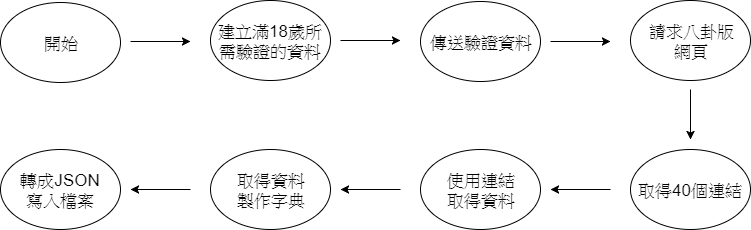 開始
建立滿18歲所
需驗證的資料
傳送驗證資料
請求八卦版
網頁
取得40個連結
使用連結
取得資料
取得資料
製作字典
轉成JSON
寫入檔案